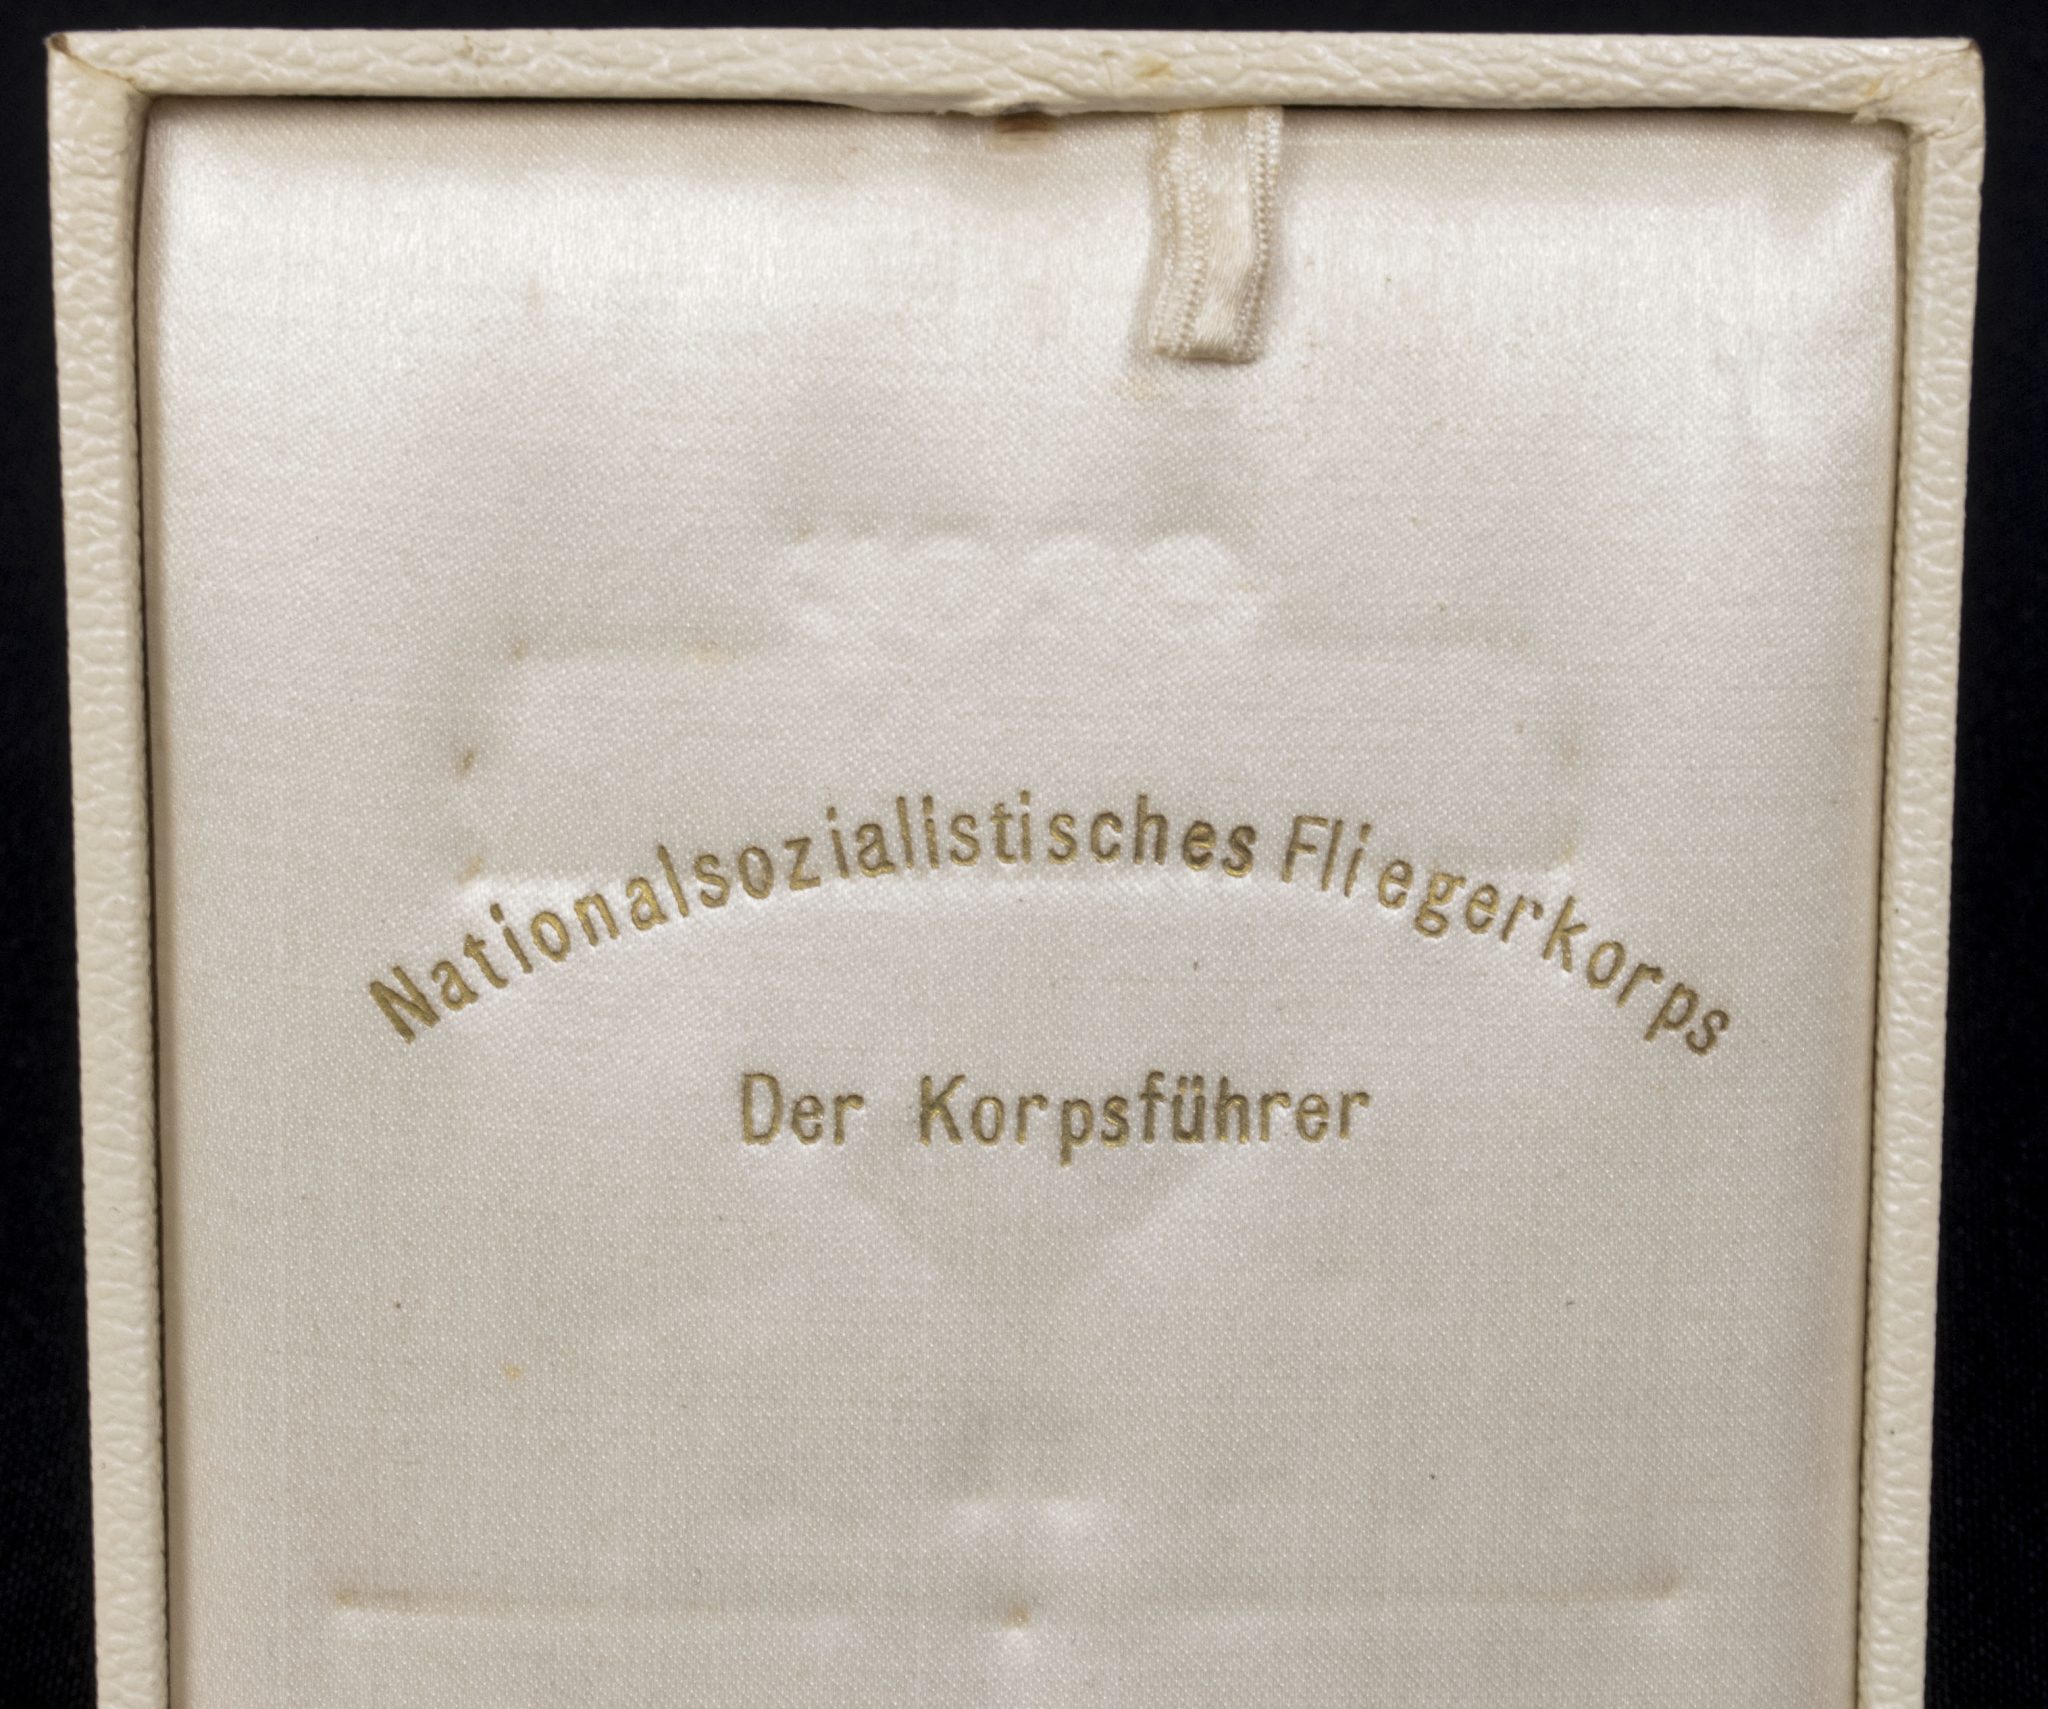 Nationalsozialistisches Fliegerkorps
Der Korpsführer